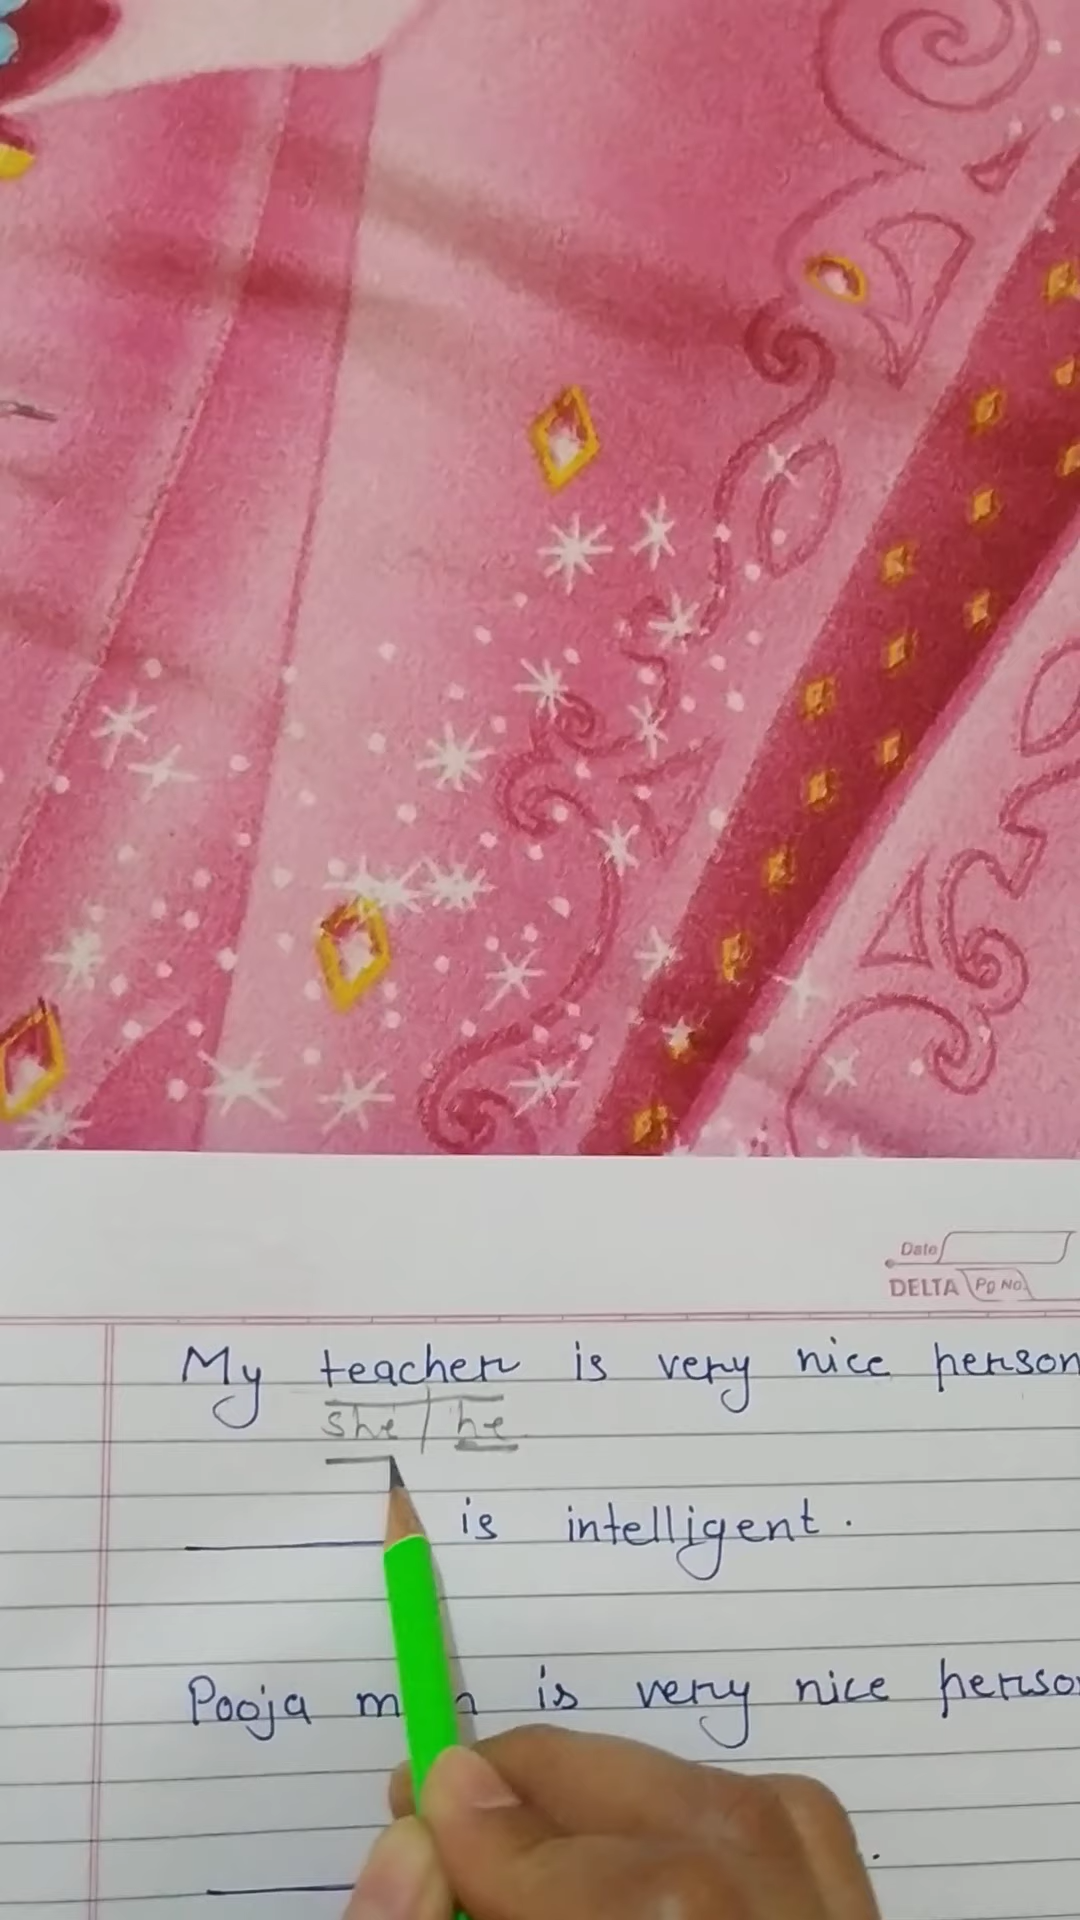 Date
DELTA Pg No.
My teacher is very nice person
she / he
is intelligent.
Pooja is very nice perso